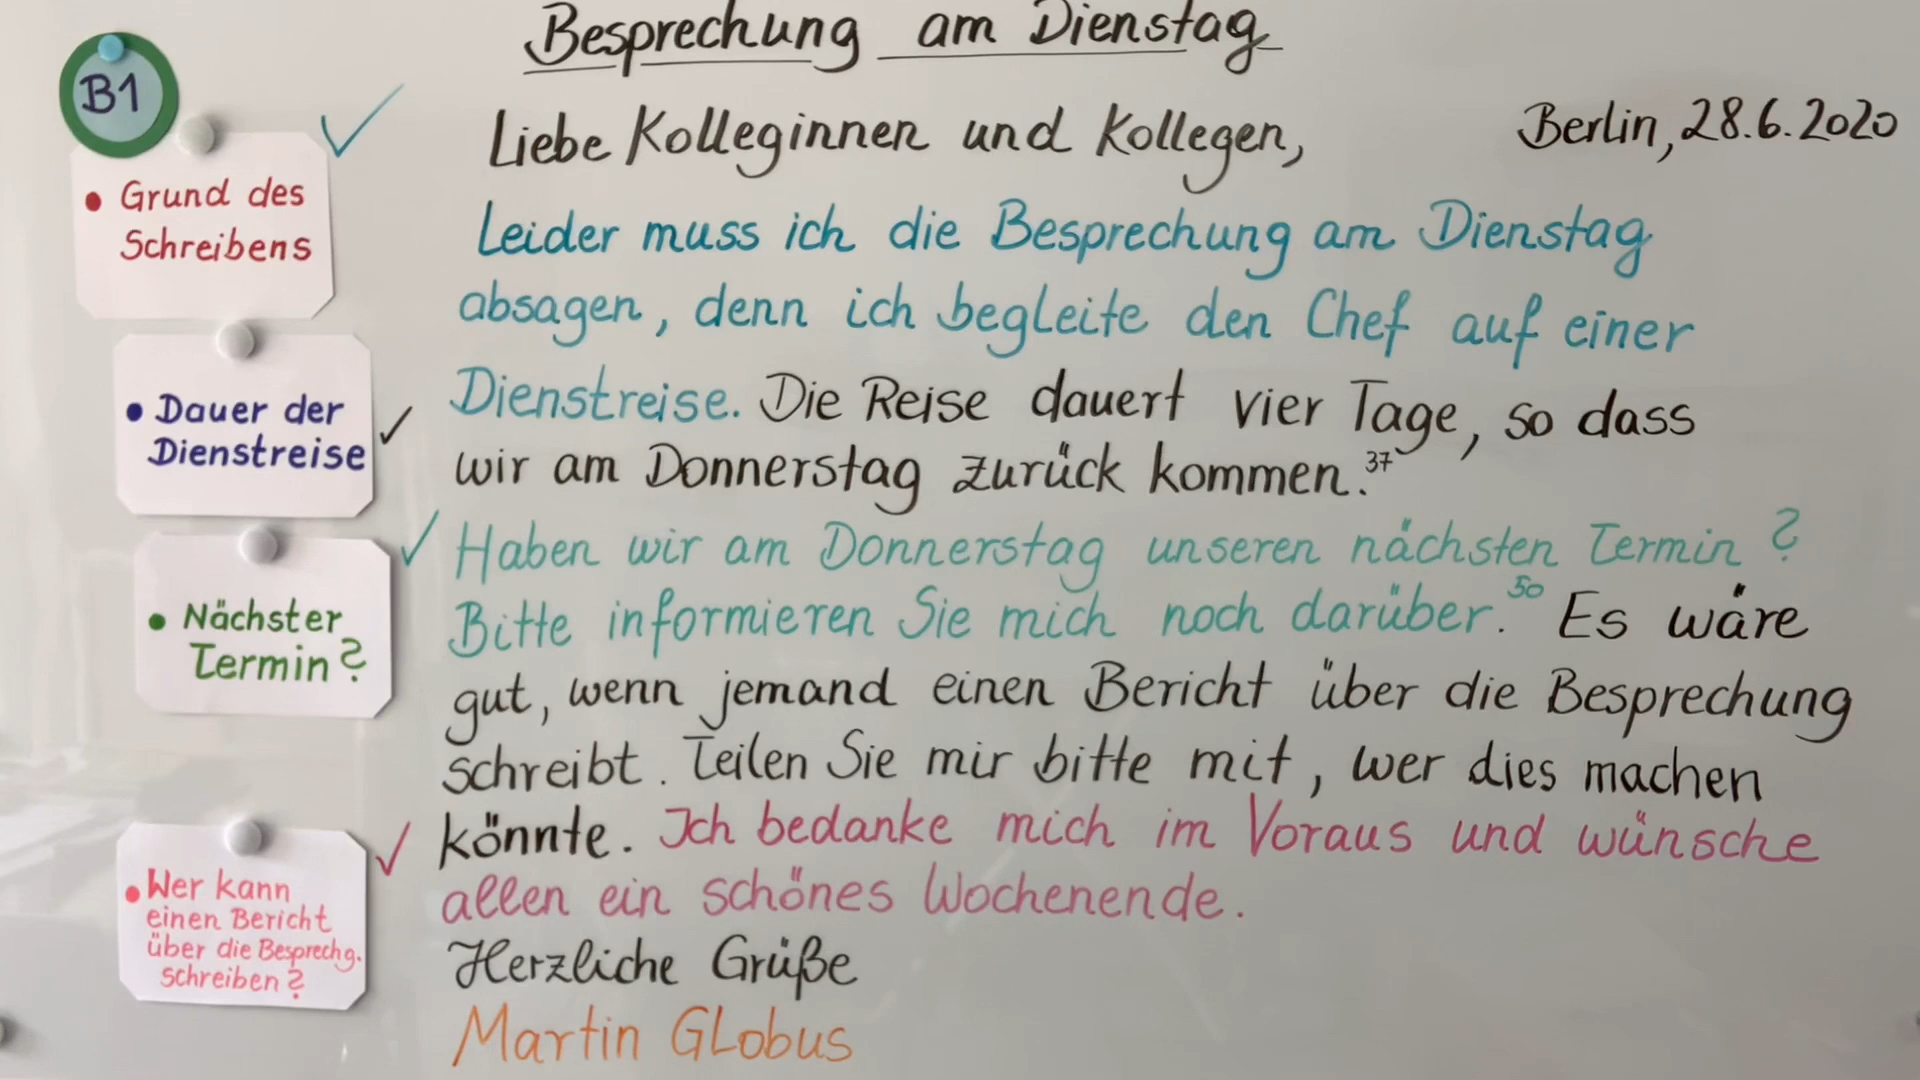 Besprechung am Dienstag
B1
Liebe Kolleginnen und Kollegen,
Berlin, 28.6.2020
• Grund des
Schreibens
Leider muss ich die Besprechung am Dienstag
absagen, denn ich begleite den Chef auf einer
Dienstreise. Die Reise dauert vier Tage, so dass
wir am Donnerstag zurück kommen.³⁷
• Dauer der
Dienstreise
Haben wir am Donnerstag unseren nächsten Termin?
Bitte informieren Sie mich noch darüber.⁵⁰ Es wäre
gut, wenn jemand einen Bericht über die Besprechung
schreibt. Teilen Sie mir bitte mit, wer dies machen
könnte. Ich bedanke mich im Voraus und wünsche
allen ein schönes Wochenende.
• Nächster
Termin?
• Wer kann
einen Bericht
über die Besprechg.
schreiben?
Herzliche Grüße
Martin GLobus